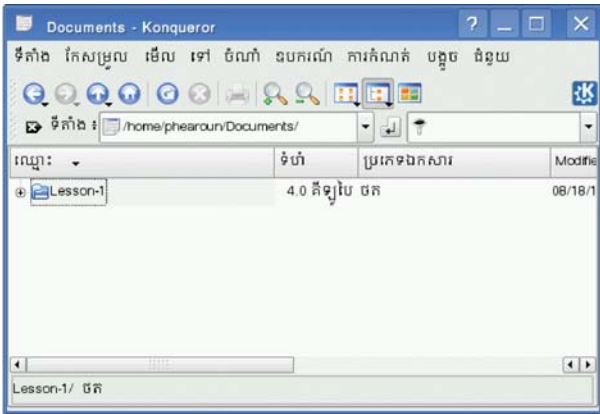 Documents - Konqueror
ទីតាំង កែសម្រួល មើល ទៅ ចំណាំ ឧបករណ៍ ការកំណត់ បង្អួច ជំនួយ
ទីតាំង ៖ /home/phearoun/Documents/
ឈ្មោះ ទំហំ ប្រភេទឯកសារ Modifie
Lesson-1 4.0 គីឡូបៃ ថត 08/18/1
Lesson-1/ ថត